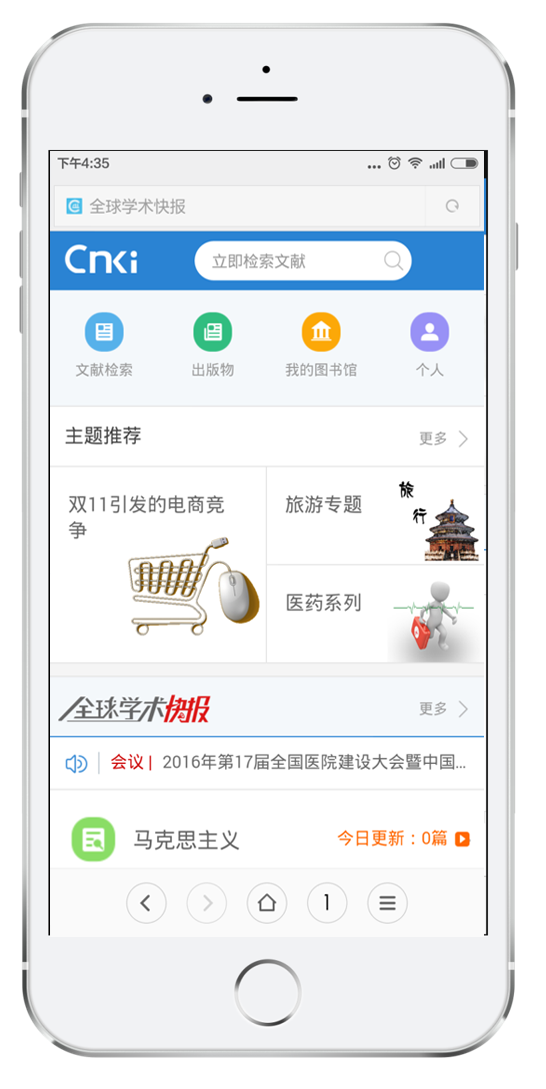 下午4:35
全球学术快报
Cnki
立即检索文献
文献检索
出版物
我的图书馆
个人
主题推荐
更多
双11引发的电商竞
争
旅游专题
旅
行
医药系列
全球学术快报
更多
会议 | 2016年第17届全国医院建设大会暨中国...
马克思主义
今日更新：0篇
1